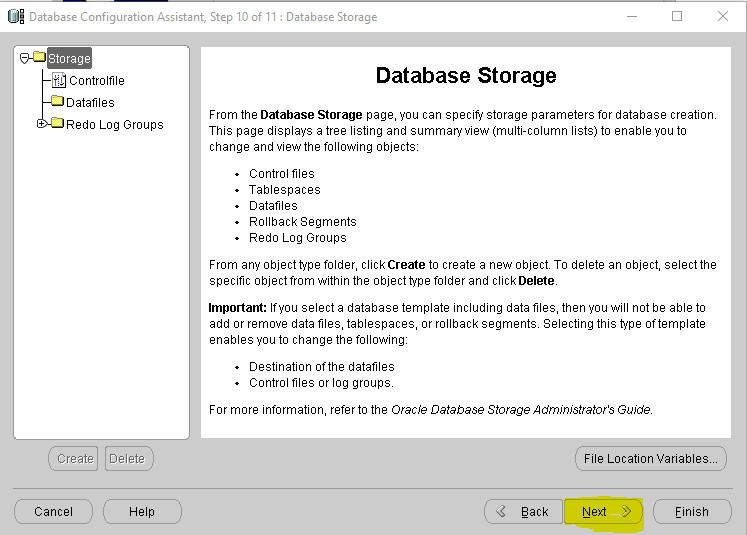 Database Configuration Assistant, Step 10 of 11 : Database Storage
Storage
Controlfile
Datafiles
Redo Log Groups
Database Storage
From the Database Storage page, you can specify storage parameters for database creation.
This page displays a tree listing and summary view (multi-column lists) to enable you to
change and view the following objects:
• Control files
• Tablespaces
• Datafiles
• Rollback Segments
• Redo Log Groups
From any object type folder, click Create to create a new object. To delete an object, select the
specific object from within the object type folder and click Delete.
Important: If you select a database template including data files, then you will not be able to
add or remove data files, tablespaces, or rollback segments. Selecting this type of template
enables you to change the following:
• Destination of the datafiles
• Control files or log groups.
For more information, refer to the Oracle Database Storage Administrator's Guide.
Create Delete File Location Variables...
Cancel Help Back Next Finish